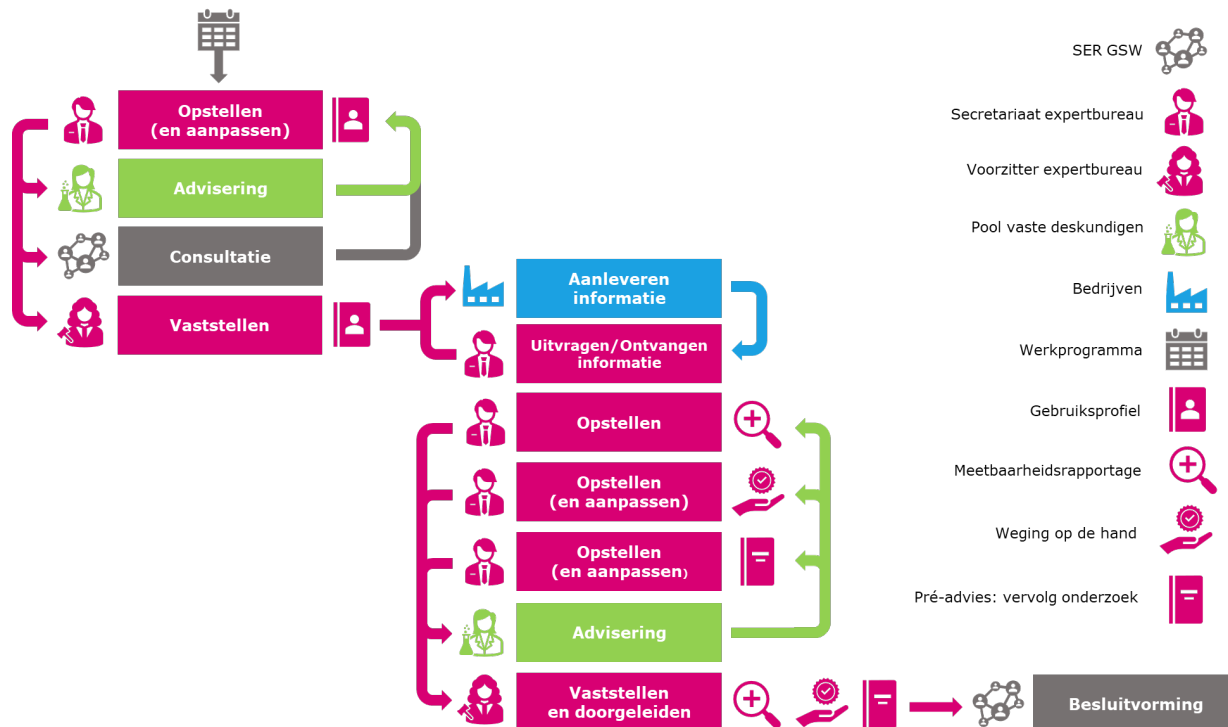 Opstellen
(en aanpassen)
Advisering
Consultatie
Vaststellen
Aanleveren
informatie
Uitvragen/Ontvangen
informatie
Opstellen
Opstellen
(en aanpassen)
Opstellen
(en aanpassen)
Advisering
Vaststellen
en doorgeleiden
Besluitvorming
SER GSW
Secretariaat expertbureau
Voorzitter expertbureau
Pool vaste deskundigen
Bedrijven
Werkprogramma
Gebruiksprofiel
Meetbaarheidsrapportage
Weging op de hand
Pré-advies: vervolg onderzoek